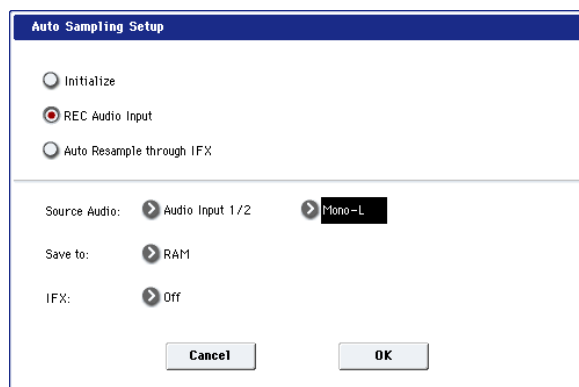 Auto Sampling Setup
Initialize
REC Audio Input
Auto Resample through IFX
Source Audio: Audio Input 1/2 Mono-L
Save to: RAM
IFX: Off
Cancel OK